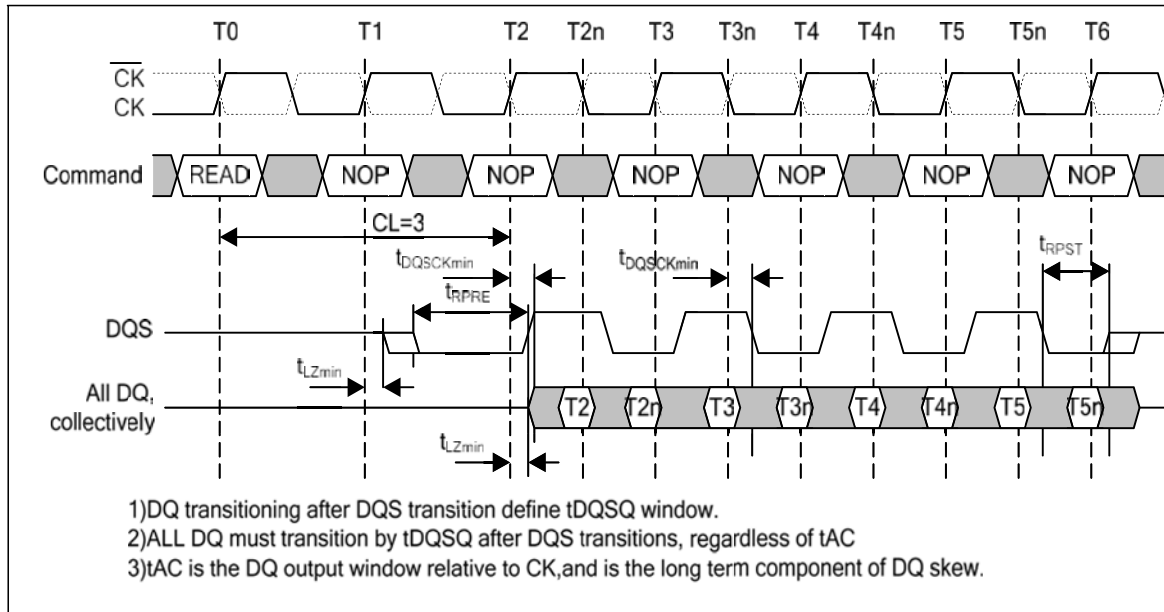 T0 T1 T2 T2n T3 T3n T4 T4n T5 T5n T6
CK
CK
Command READ NOP NOP NOP NOP NOP NOP
CL=3
tDQSCKmin tDQSCKmin tRPST
tRPRE
DQS
tLZmin
All DQ,
collectively
T2 T2n T3 T3n T4 T4n T5 T5n
tLZmin
1)DQ transitioning after DQS transition define tDQSQ window.
2)ALL DQ must transition by tDQSQ after DQS transitions, regardless of tAC
3)tAC is the DQ output window relative to CK,and is the long term component of DQ skew.